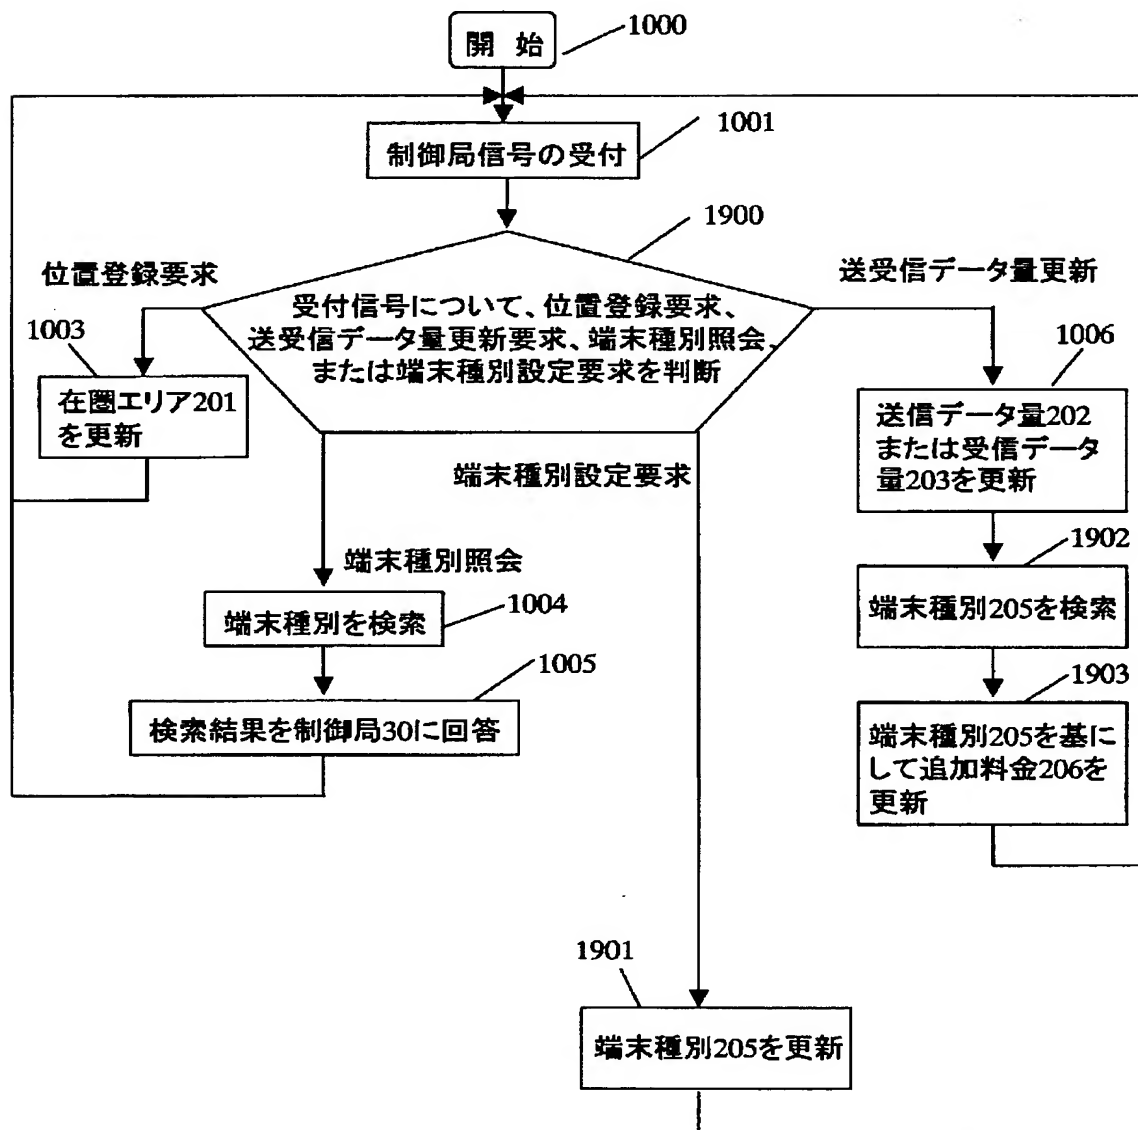 開 始
1000
制御局信号の受付
1001
1900
位置登録要求
送受信データ量更新
受付信号について、位置登録要求、
送受信データ量更新要求、端末種別照会、
または端末種別設定要求を判断
1003
在圏エリア201
を更新
1006
送信データ量202
または受信データ
量203を更新
端末種別設定要求
端末種別照会
1004
端末種別を検索
1005
検索結果を制御局30に回答
1902
端末種別205を検索
1903
端末種別205を基に
して追加料金206を
更新
1901
端末種別205を更新